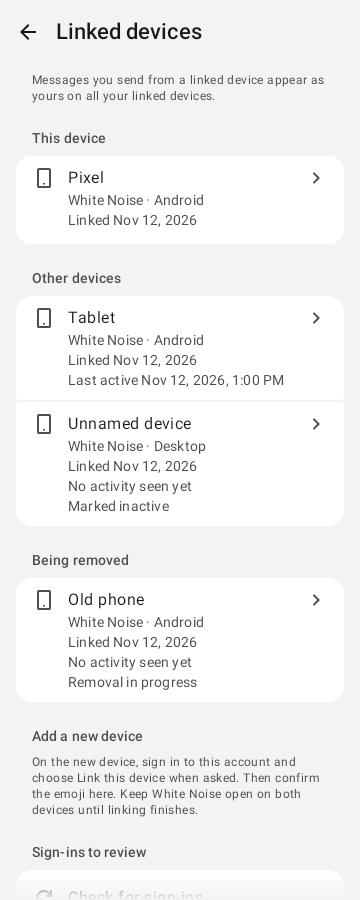 Linked devices
Messages you send from a linked device appear as
yours on all your linked devices.
This device
Pixel
White Noise · Android
Linked Nov 12, 2026
Other devices
Tablet
White Noise · Android
Linked Nov 12, 2026
Last active Nov 12, 2026, 1:00 PM
Unnamed device
White Noise · Desktop
Linked Nov 12, 2026
No activity seen yet
Marked inactive
Being removed
Old phone
White Noise · Android
Linked Nov 12, 2026
No activity seen yet
Removal in progress
Add a new device
On the new device, sign in to this account and
choose Link this device when asked. Then confirm
the emoji here. Keep White Noise open on both
devices until linking finishes.
Sign-ins to review
Check for sign-ins